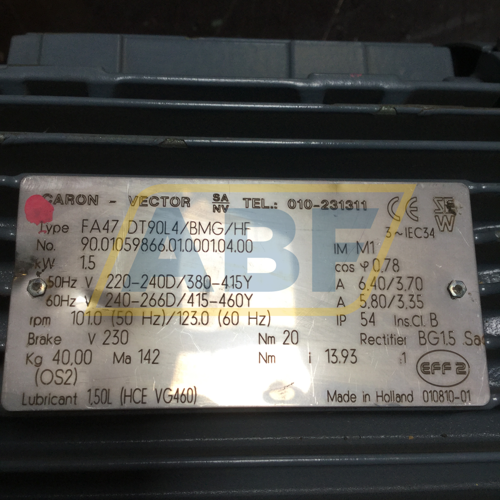 CARON - VECTOR SA/NV TEL.: 010-231311 CE SEW
Type FA47 DT90L4/BMG/HF 3~IEC34
No. 90.01059866.01.0001.04.00 IM M1
kW 1.5 cos φ 0,78
50Hz V 220-240D/380-415Y A 6,40/3,70
60Hz V 240-266D/415-460Y A 5,80/3,35
rpm 101.0 (50 Hz)/123.0 (60 Hz) IP 54 Ins.Cl. B
Brake V 230 Nm 20 Rectifier BG1.5 .Sa
Kg 40,00 Ma 142 Nm i 13.93 :1
(OS2) EFF 2
Lubricant 1,50L (HCE VG460) Made in Holland 010810-01
ABF